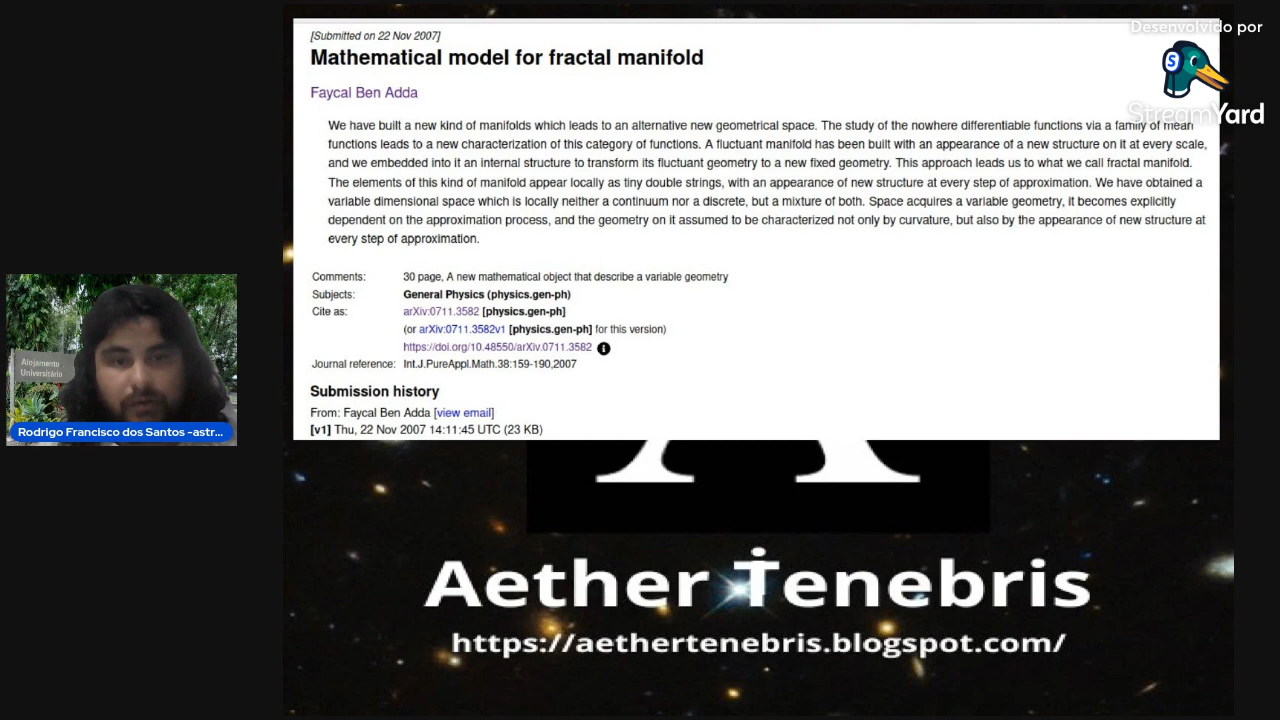 [Submitted on 22 Nov 2007]
Mathematical model for fractal manifold
Faycal Ben Adda
We have built a new kind of manifolds which leads to an alternative new geometrical space. The study of the nowhere differentiable functions via a family of mean
functions leads to a new characterization of this category of functions. A fluctuant manifold has been built with an appearance of a new structure on it at every scale,
and we embedded into it an internal structure to transform its fluctuant geometry to a new fixed geometry. This approach leads us to what we call fractal manifold.
The elements of this kind of manifold appear locally as tiny double strings, with an appearance of new structure at every step of approximation. We have obtained a
variable dimensional space which is locally neither a continuum nor a discrete, but a mixture of both. Space acquires a variable geometry, it becomes explicitly
dependent on the approximation process, and the geometry on it assumed to be characterized not only by curvature, but also by the appearance of new structure at
every step of approximation.
Comments: 30 page, A new mathematical object that describe a variable geometry
Subjects: General Physics (physics.gen-ph)
Cite as: arXiv:0711.3582 [physics.gen-ph]
(or arXiv:0711.3582v1 [physics.gen-ph] for this version)
https://doi.org/10.48550/arXiv.0711.3582
Journal reference: Int.J.PureAppl.Math.38:159-190,2007
Submission history
From: Faycal Ben Adda [view email]
[v1] Thu, 22 Nov 2007 14:11:45 UTC (23 KB)
Desenvolvido por
S
StreamYard
Alojamento
Universitário
Rodrigo Francisco dos Santos -astr...
Aether Tenebris
https://aethertenebris.blogspot.com/